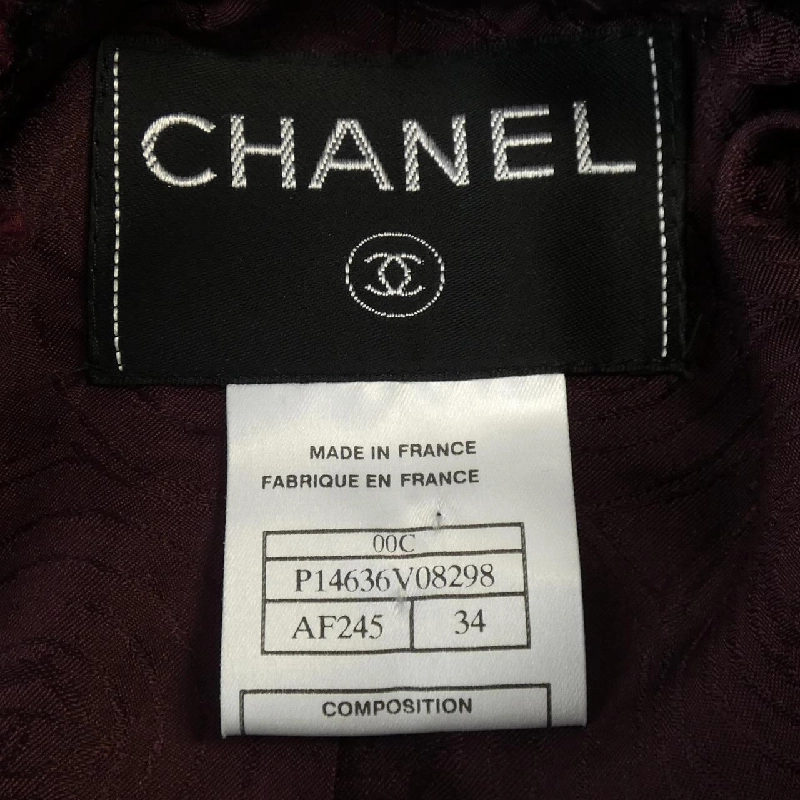 CHANEL
MADE IN FRANCE
FABRIQUE EN FRANCE
00C
P14636V08298
AF245 34
COMPOSITION